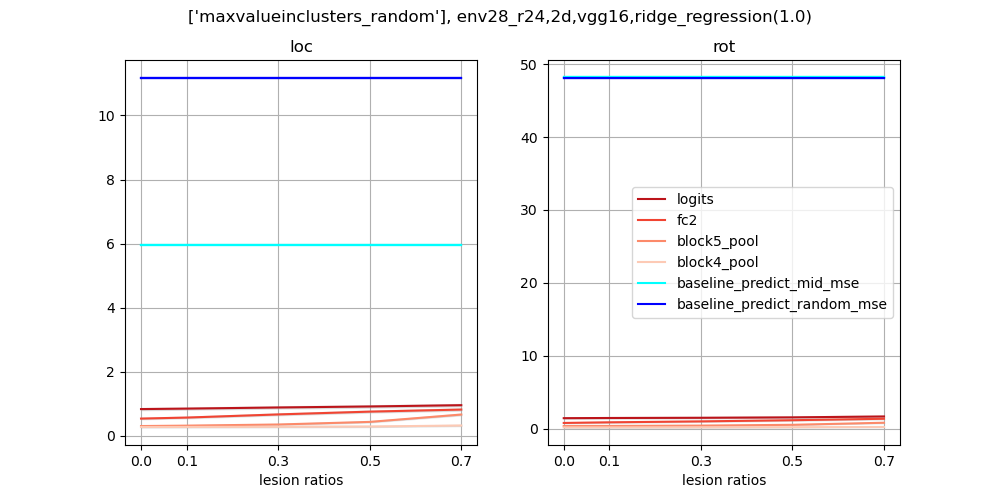 ['maxvalueinclusters_random'], env28_r24,2d,vgg16,ridge_regression(1.0)
loc
10
8
6
4
2
0
0.0 0.1 0.3 0.5 0.7
lesion ratios
rot
50
40
30
20
10
0
logits
fc2
block5_pool
block4_pool
baseline_predict_mid_mse
baseline_predict_random_mse
0.0 0.1 0.3 0.5 0.7
lesion ratios